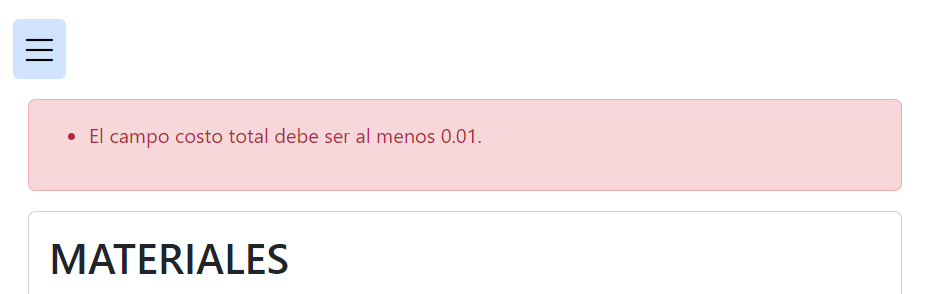 El campo costo total debe ser al menos 0.01.
MATERIALES